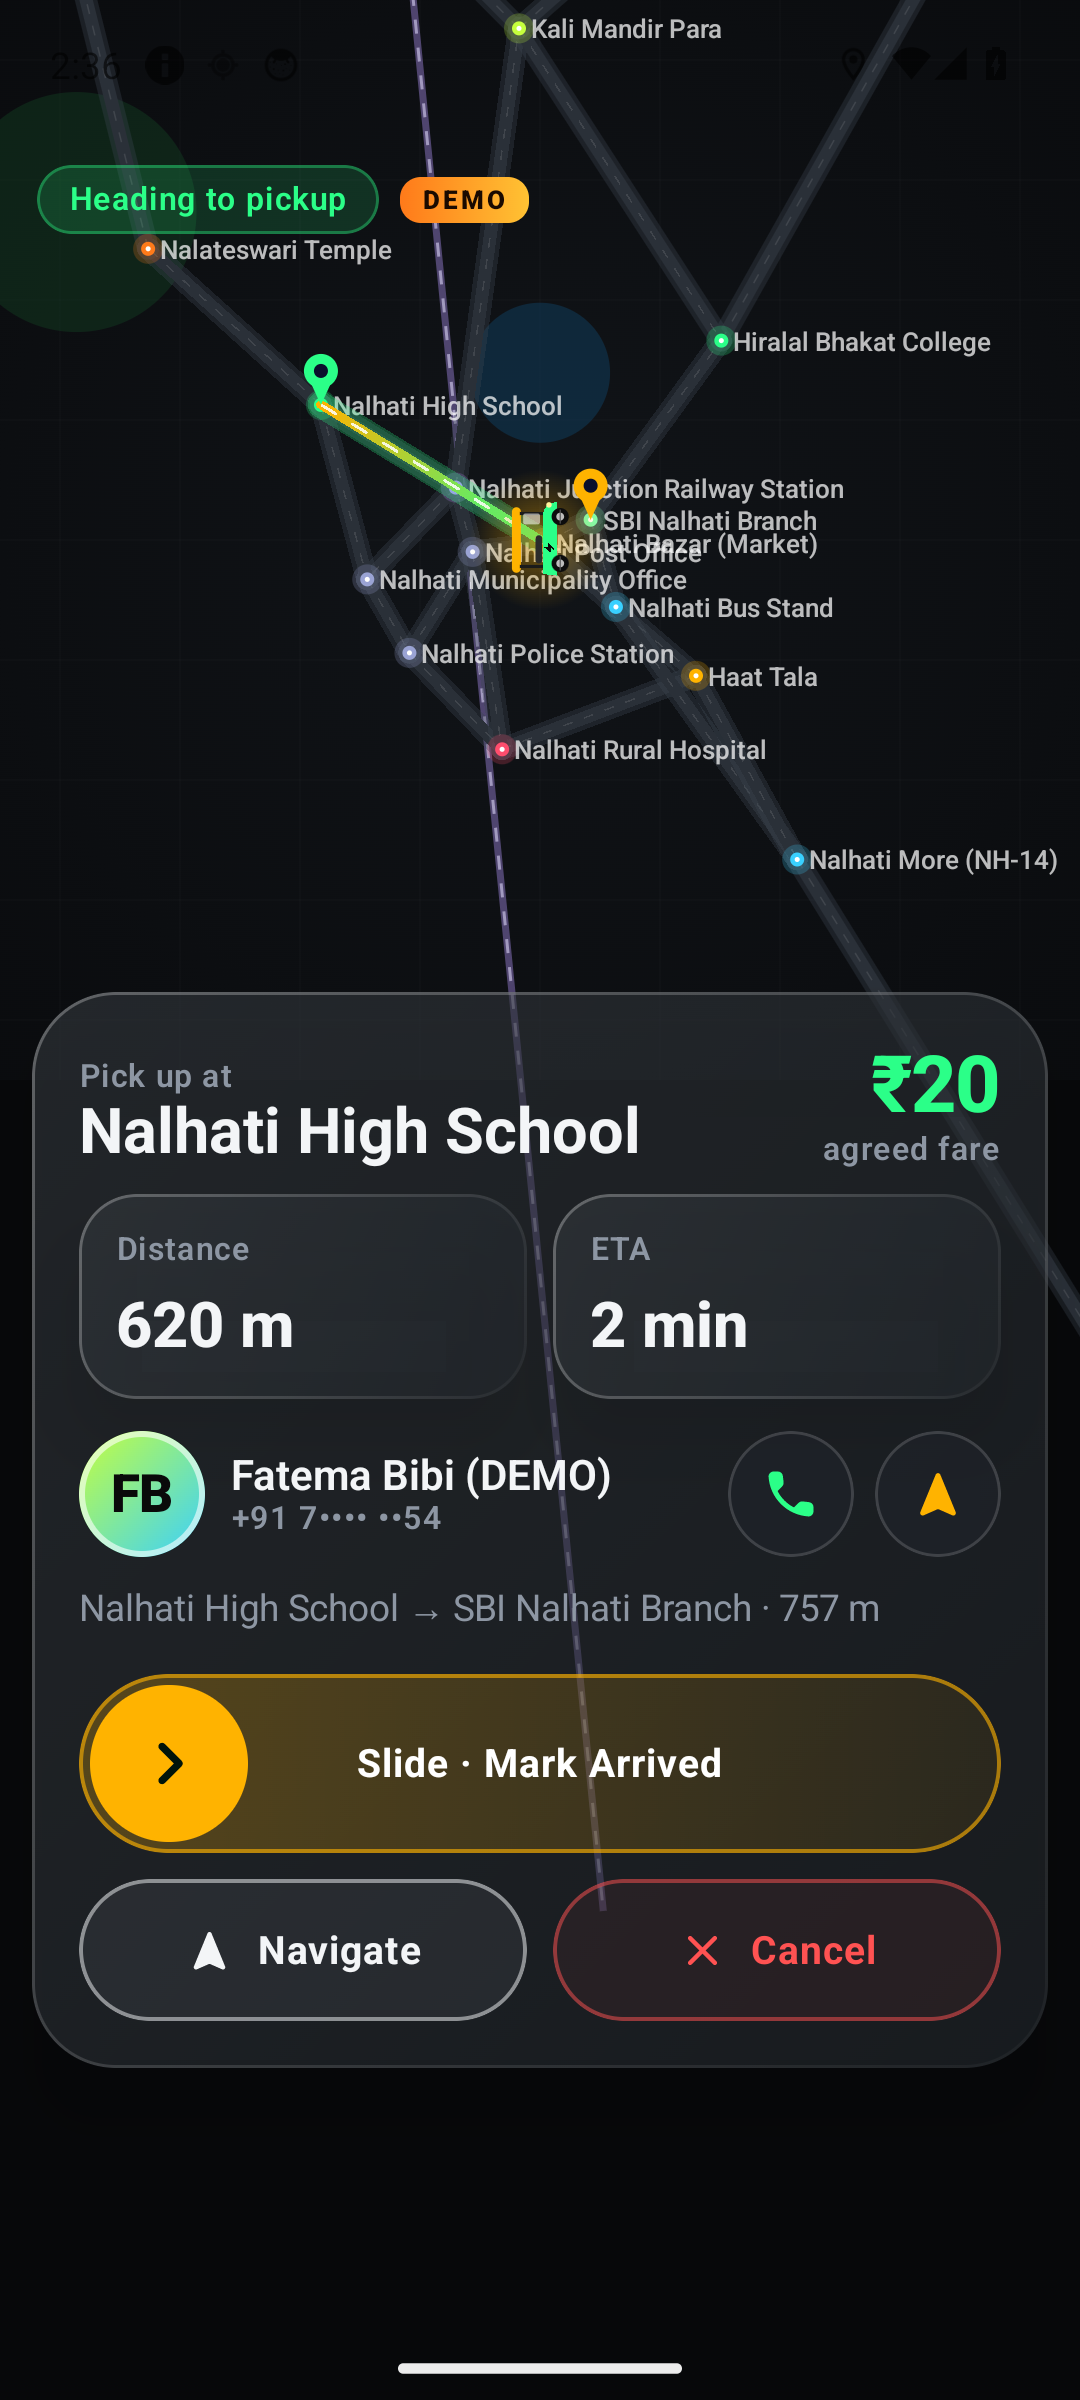 2:36
Kali Mandir Para
Heading to pickup
DEMO
Nalateswari Temple
Hiralal Bhakat College
Nalhati High School
Nalhati Railway Station
SBI Nalhati Branch
Nalhati Bazar (Market)
Post Office
Nalhati Municipality Office
Nalhati Bus Stand
Nalhati Police Station
Haat Tala
Nalhati Rural Hospital
Nalhati More (NH-14)
Pick up at
₹20
Nalhati High School
agreed fare
Distance
ETA
620 m
2 min
FB
Fatema Bibi (DEMO)
+91 7•••• ••54
Nalhati High School → SBI Nalhati Branch · 757 m
Slide · Mark Arrived
Navigate
Cancel